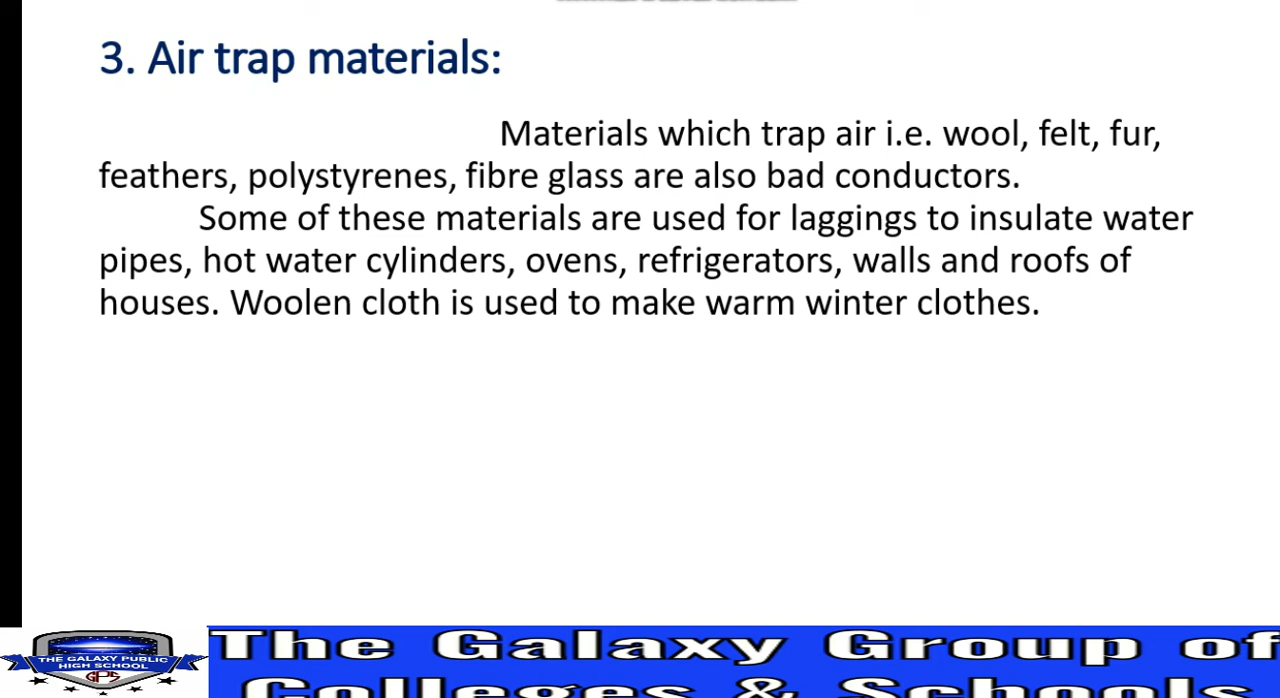 3. Air trap materials:
Materials which trap air i.e. wool, felt, fur,
feathers, polystyrenes, fibre glass are also bad conductors.
Some of these materials are used for laggings to insulate water
pipes, hot water cylinders, ovens, refrigerators, walls and roofs of
houses. Woolen cloth is used to make warm winter clothes.
THE GALAXY PUBLIC
HIGH SCHOOL
GPS
The Galaxy Group of
Colleges & Schools